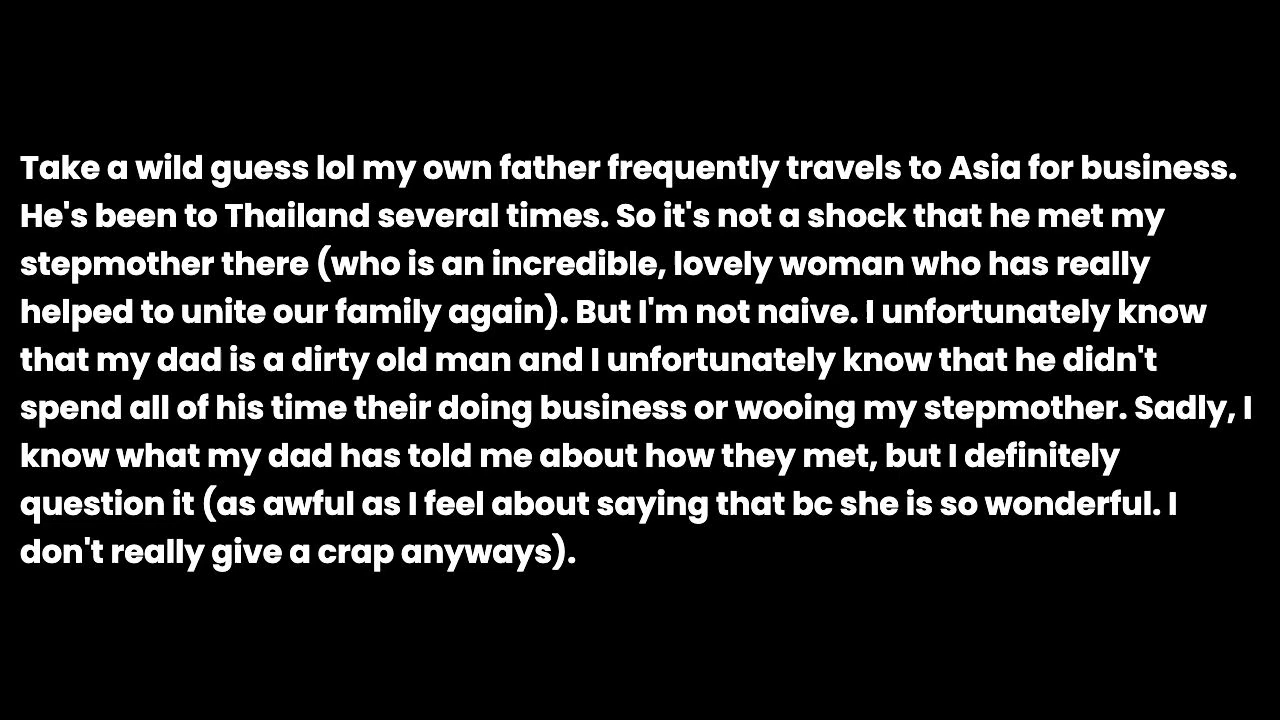 Take a wild guess lol my own father frequently travels to Asia for business.
He's been to Thailand several times. So it's not a shock that he met my
stepmother there (who is an incredible, lovely woman who has really
helped to unite our family again). But I'm not naive. I unfortunately know
that my dad is a dirty old man and I unfortunately know that he didn't
spend all of his time their doing business or wooing my stepmother. Sadly, I
know what my dad has told me about how they met, but I definitely
question it (as awful as I feel about saying that bc she is so wonderful. I
don't really give a crap anyways).